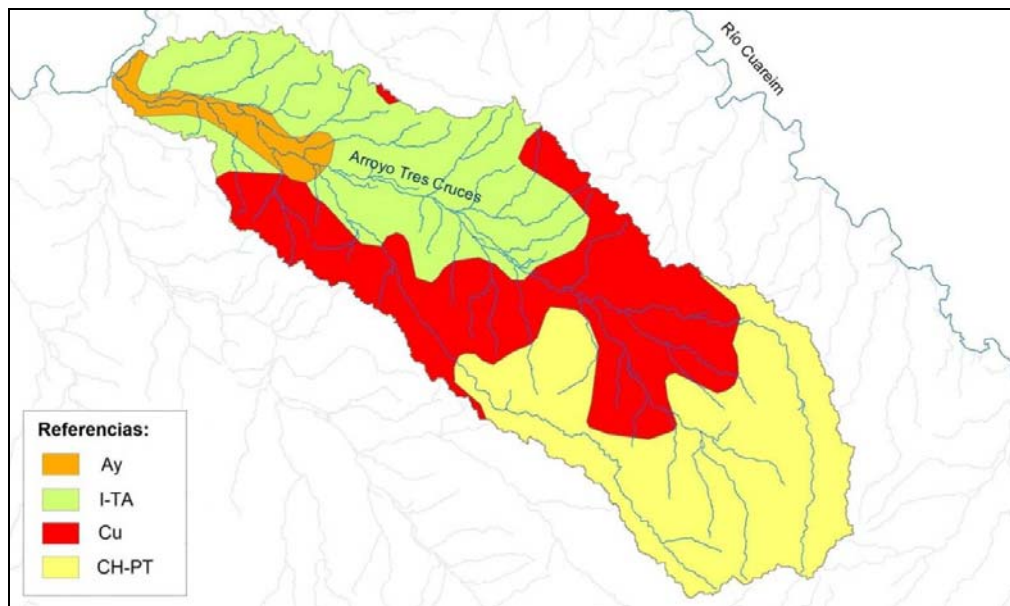 Río Cuareim
Arroyo Tres Cruces
Referencias:
Ay
I-TA
Cu
CH-PT